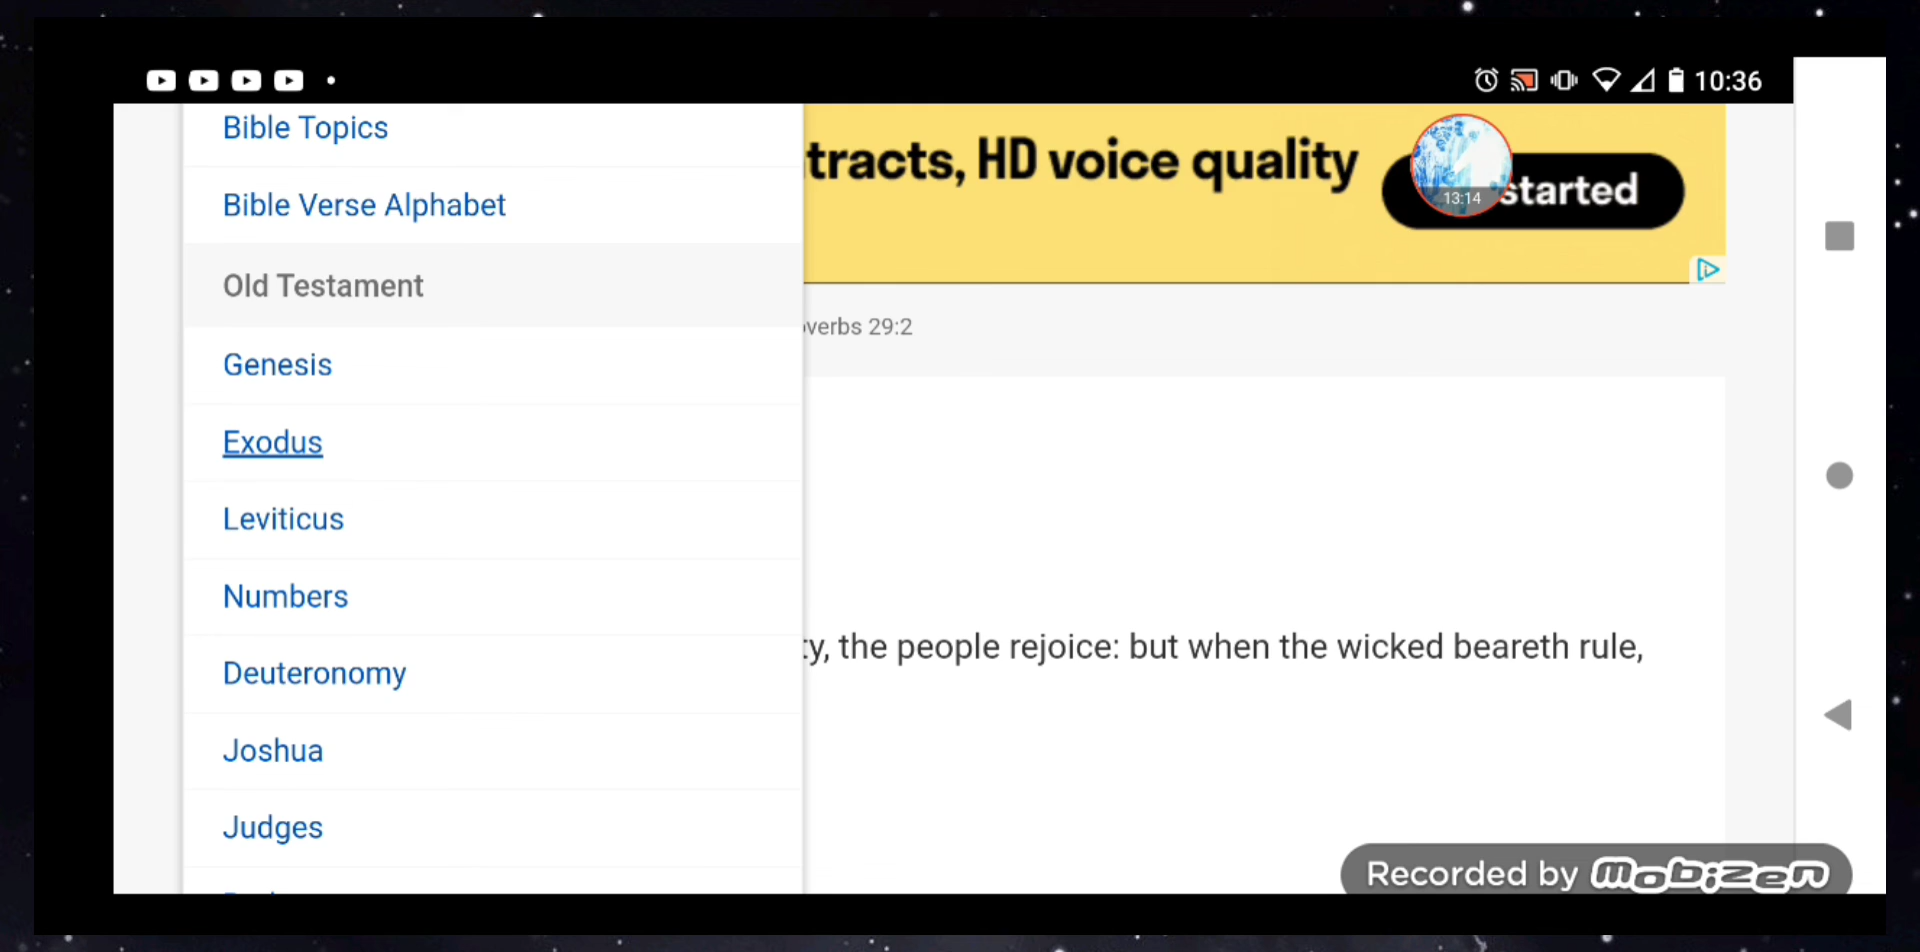 10:36
Bible Topics
Bible Verse Alphabet
Old Testament
Genesis
Exodus
Leviticus
Numbers
Deuteronomy
Joshua
Judges
tracts, HD voice quality
started
13:14
verbs 29:2
ty, the people rejoice: but when the wicked beareth rule,
Recorded by Mobizen